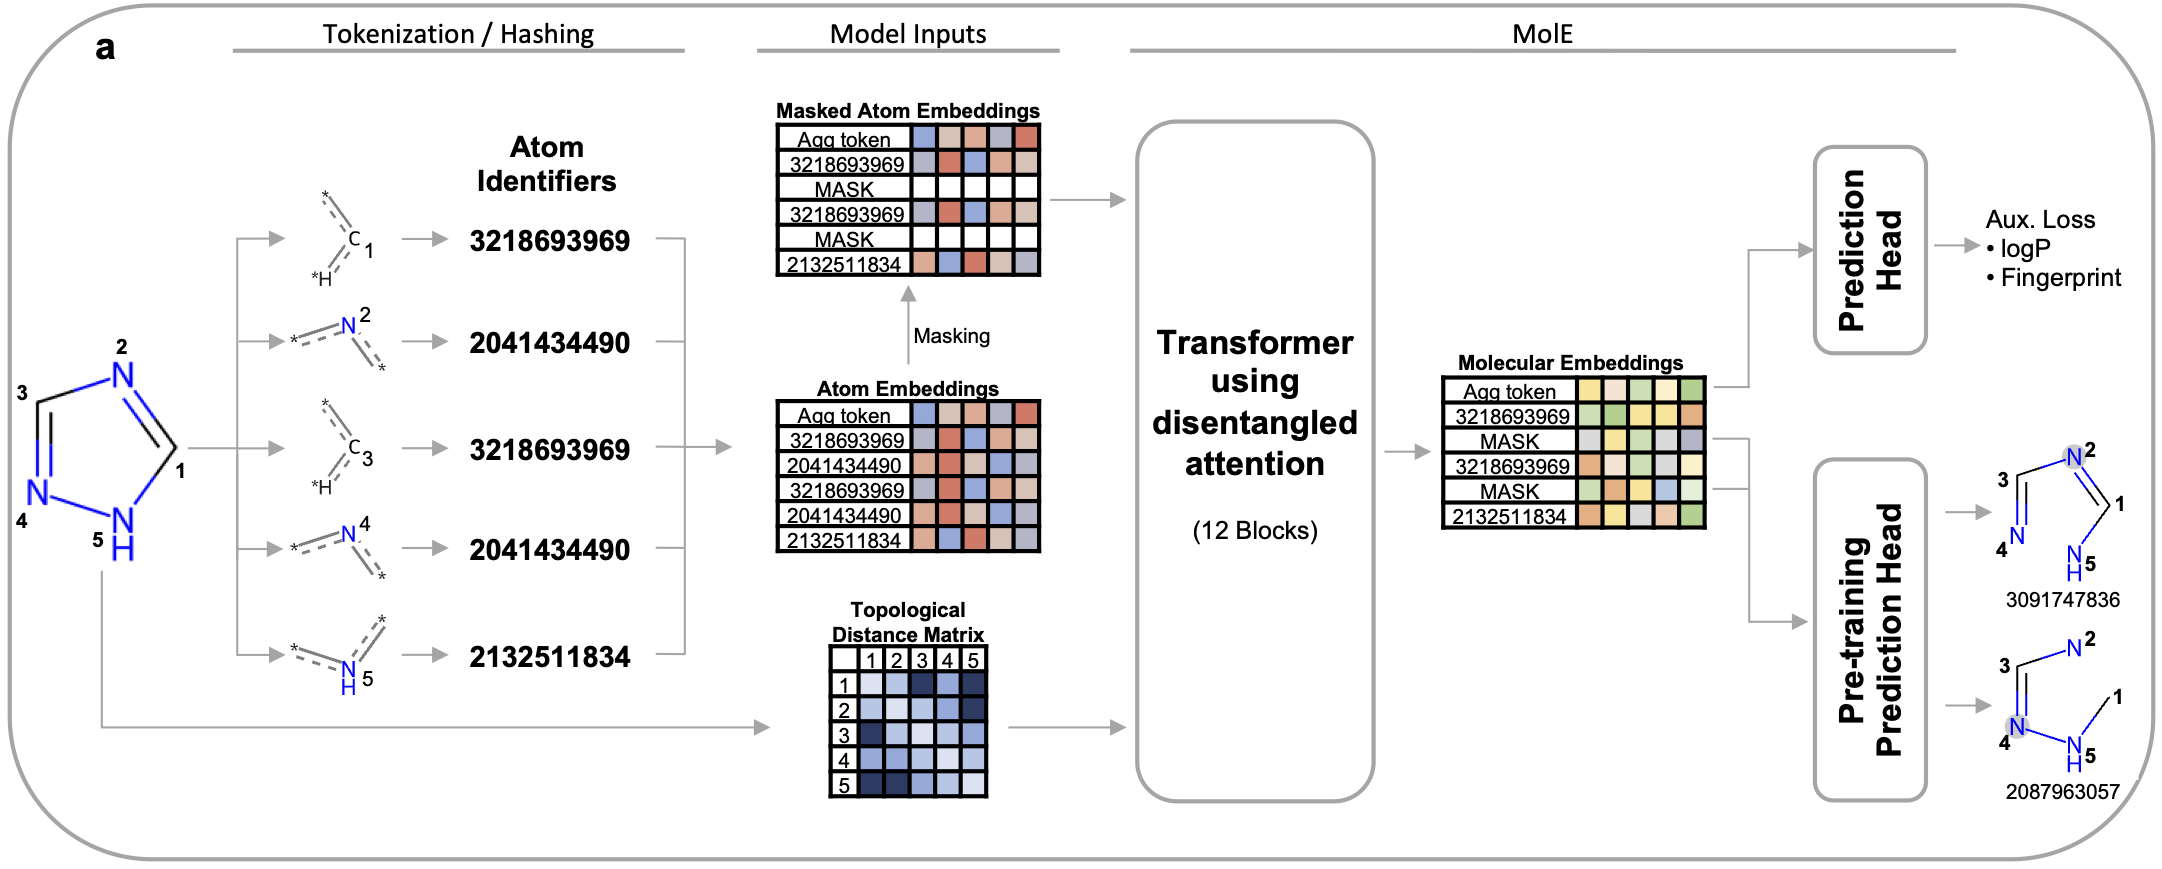 a
Tokenization / Hashing
Model Inputs
MolE
Atom
Identifiers
* C 1 *H
3218693969
* N 2 *
2041434490
* C 3 *H
3218693969
* N 4 *
2041434490
* N H 5 *
2132511834
2
3
N
1
N
4
N
5
H
Masked Atom Embeddings
Agg token
3218693969
MASK
3218693969
MASK
2132511834
Masking
Atom Embeddings
Agg token
3218693969
2041434490
3218693969
2041434490
2132511834
Topological
Distance Matrix
1 2 3 4 5
1
2
3
4
5
Transformer
using
disentangled
attention
(12 Blocks)
Molecular Embeddings
Agg token
3218693969
MASK
3218693969
MASK
2132511834
Prediction
Head
Aux. Loss
• logP
• Fingerprint
Pre-training
Prediction Head
N 2
3
1
N
4
N 5
H
3091747836
N 2
3
1
N
4
N 5
H
2087963057